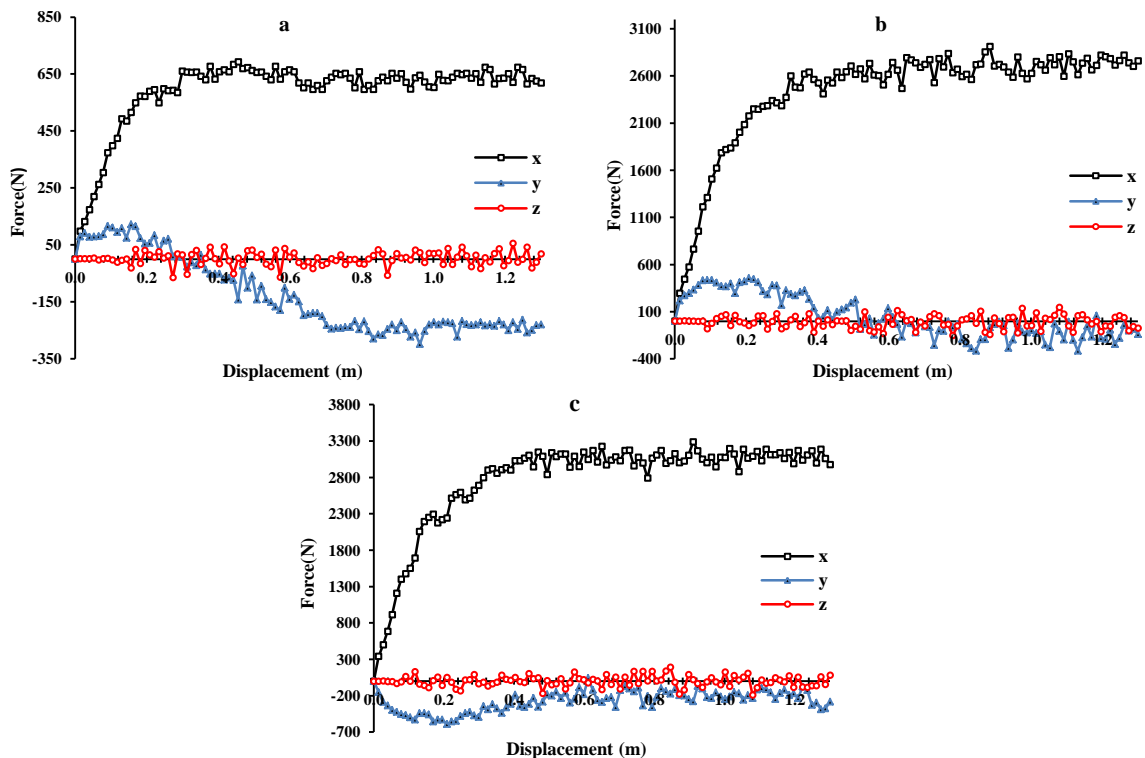 a
850
650
450
250
50
-150
-350
Force(N)
x
y
z
0.0 0.2 0.4 0.6 0.8 1.0 1.2
Displacement (m)
b
3100
2600
2100
1600
1100
600
100
-400
Force(N)
x
y
z
0.0 0.2 0.4 0.6 0.8 1.0 1.2
Displacement (m)
c
3800
3300
2800
2300
1800
1300
800
300
-200
-700
Force(N)
x
y
z
0.0 0.2 0.4 0.6 0.8 1.0 1.2
Displacement (m)